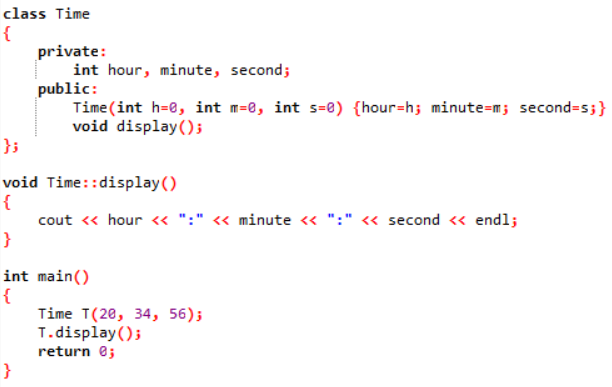 class Time
{
    private:
        int hour, minute, second;
    public:
        Time(int h=0, int m=0, int s=0) {hour=h; minute=m; second=s;}
        void display();
};

void Time::display()
{
    cout << hour << ":" << minute << ":" << second << endl;
}

int main()
{
    Time T(20, 34, 56);
    T.display();
    return 0;
}